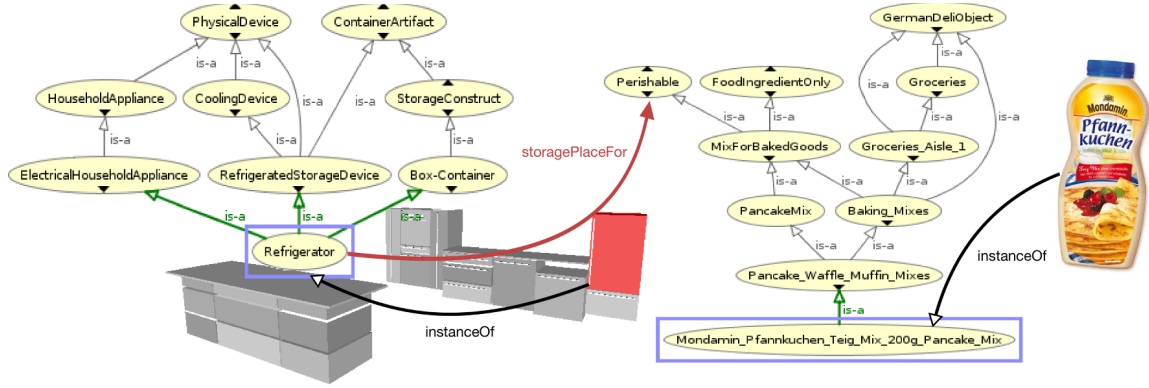 PhysicalDevice
ContainerArtifact
is-a
is-a
is-a
is-a
is-a
HouseholdAppliance
CoolingDevice
StorageConstruct
is-a
is-a
is-a
ElectricalHouseholdAppliance
RefrigeratedStorageDevice
Box-Container
is-a
is-a
is-a
Refrigerator
instanceOf
storagePlaceFor
GermanDeliObject
is-a
is-a
is-a
Perishable
FoodIngredientOnly
Groceries
is-a
is-a
is-a
MixForBakedGoods
Groceries_Aisle_1
is-a
is-a
is-a
PancakeMix
Baking_Mixes
is-a
is-a
Pancake_Waffle_Muffin_Mixes
is-a
Mondamin_Pfannkuchen_Teig_Mix_200g_Pancake_Mix
instanceOf
Mondamin
Pfann-
kuchen